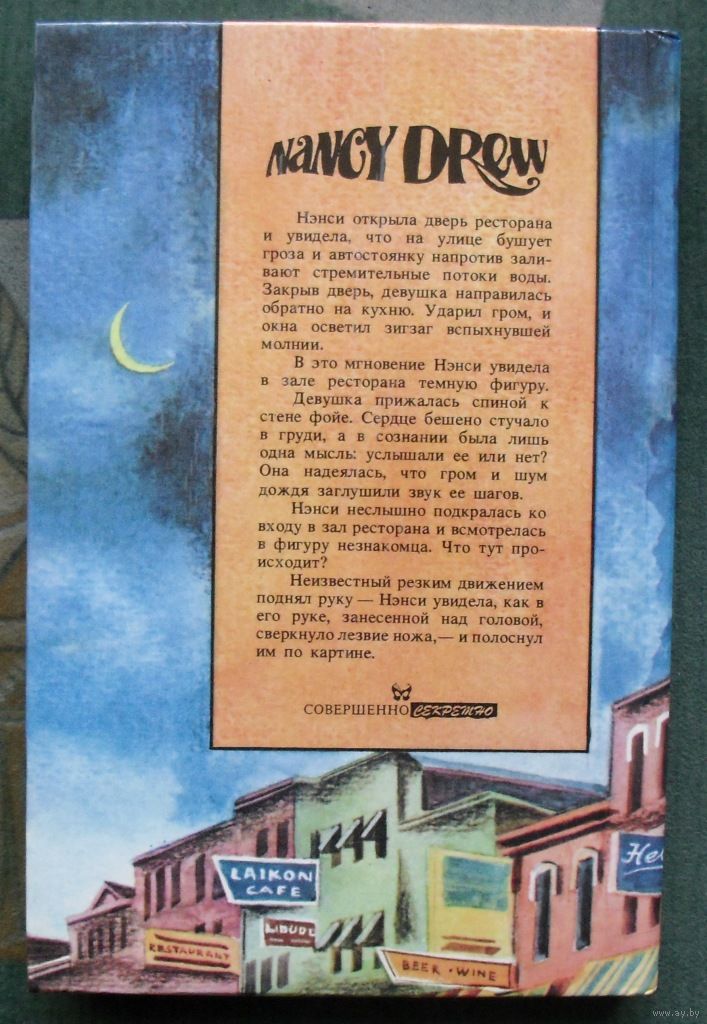 NANCY DREW
Нэнси открыла дверь ресторана
и увидела, что на улице бушует
гроза и автостоянку напротив зали-
вают стремительные потоки воды.
Закрыв дверь, девушка направилась
обратно на кухню. Ударил гром, и
окна осветил зигзаг вспыхнувшей
молнии.
В это мгновение Нэнси увидела
в зале ресторана темную фигуру.
Девушка прижалась спиной к
стене фойе. Сердце бешено стучало
в груди, а в сознании была лишь
одна мысль: услышали ее или нет?
Она надеялась, что гром и шум
дождя заглушили звук ее шагов.
Нэнси неслышно подкралась ко
входу в зал ресторана и всмотрелась
в фигуру незнакомца. Что тут про-
исходит?
Неизвестный резким движением
поднял руку — Нэнси увидела, как в
его руке, занесенной над головой,
сверкнуло лезвие ножа,— и полоснул
им по картине.
СОВЕРШЕННО СЕКРЕТНО
LAIKON
CAFE
RESTAURANT
BEER · WINE
www.ay.by